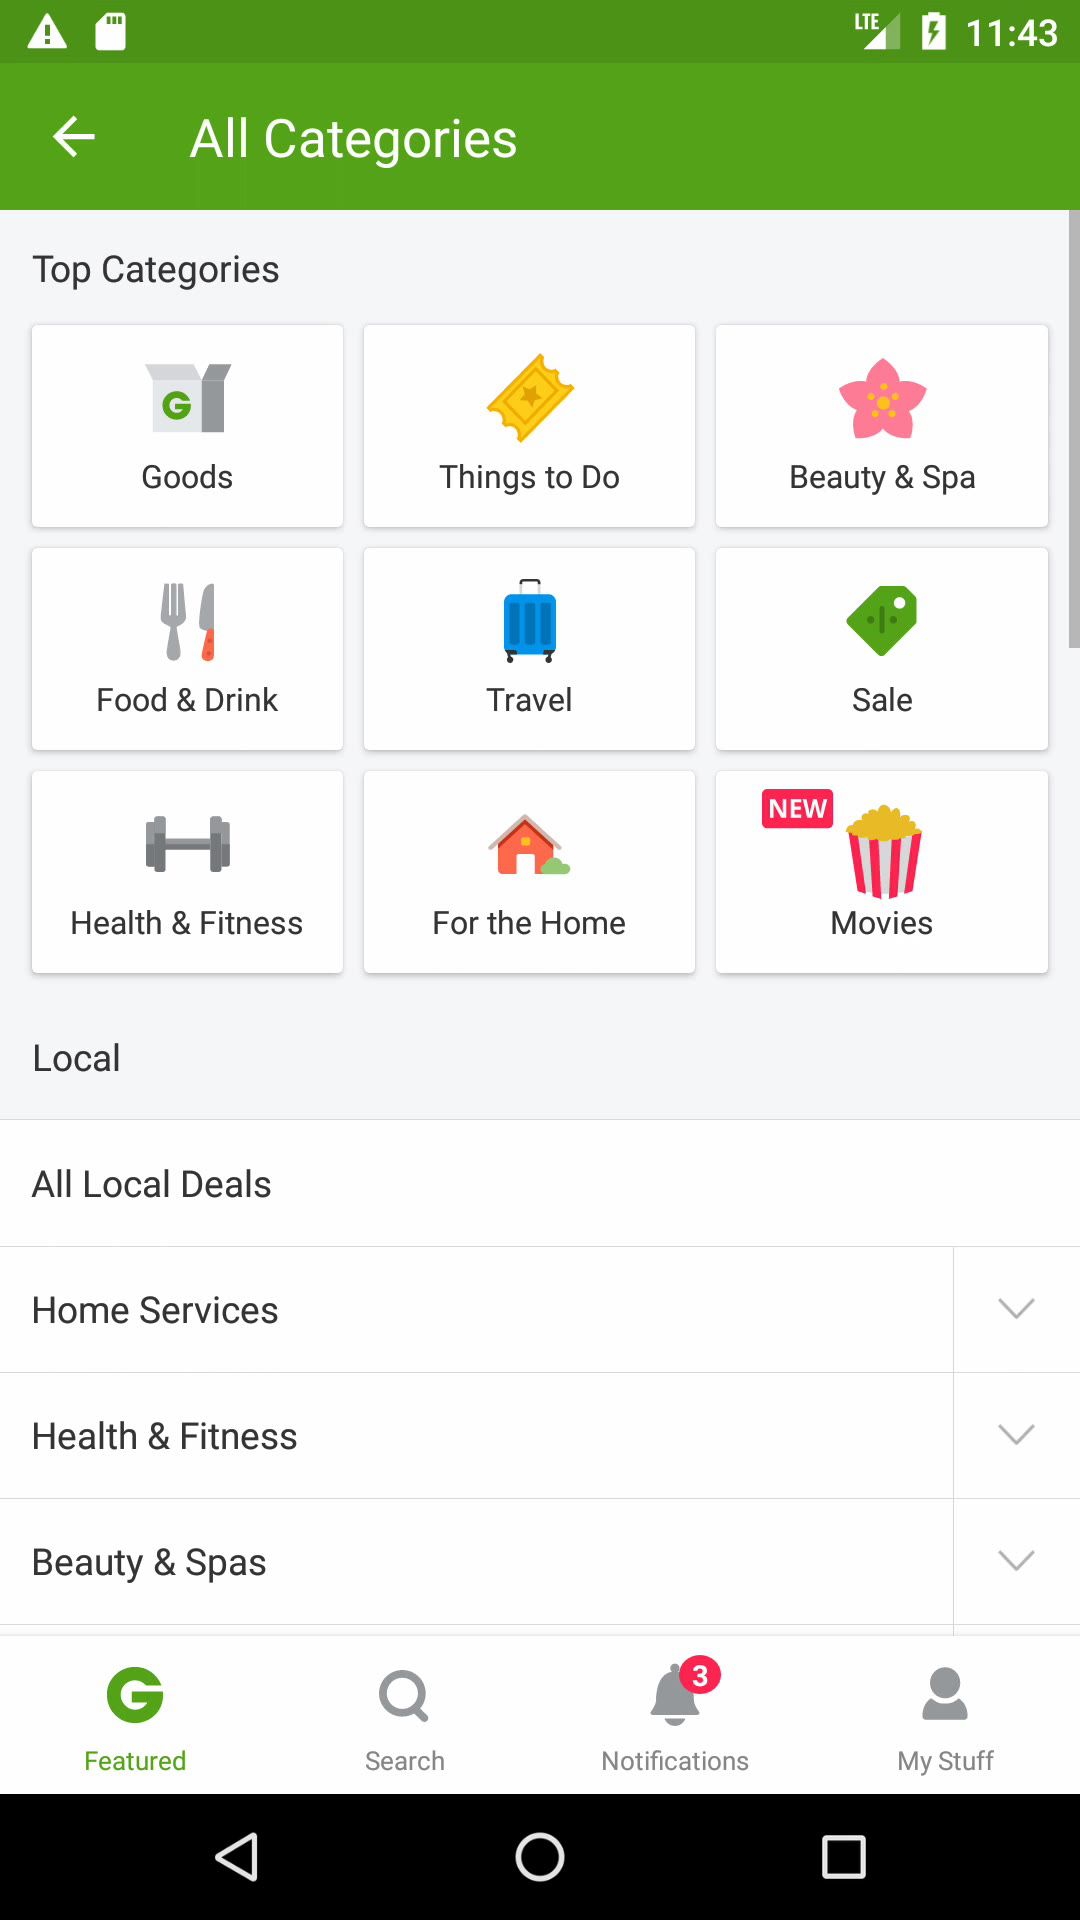 LTE 11:43
All Categories
Top Categories
Goods
Things to Do
Beauty & Spa
Food & Drink
Travel
Sale
Health & Fitness
For the Home
NEW
Movies
Local
All Local Deals
Home Services
Health & Fitness
Beauty & Spas
G
3
Featured
Search
Notifications
My Stuff